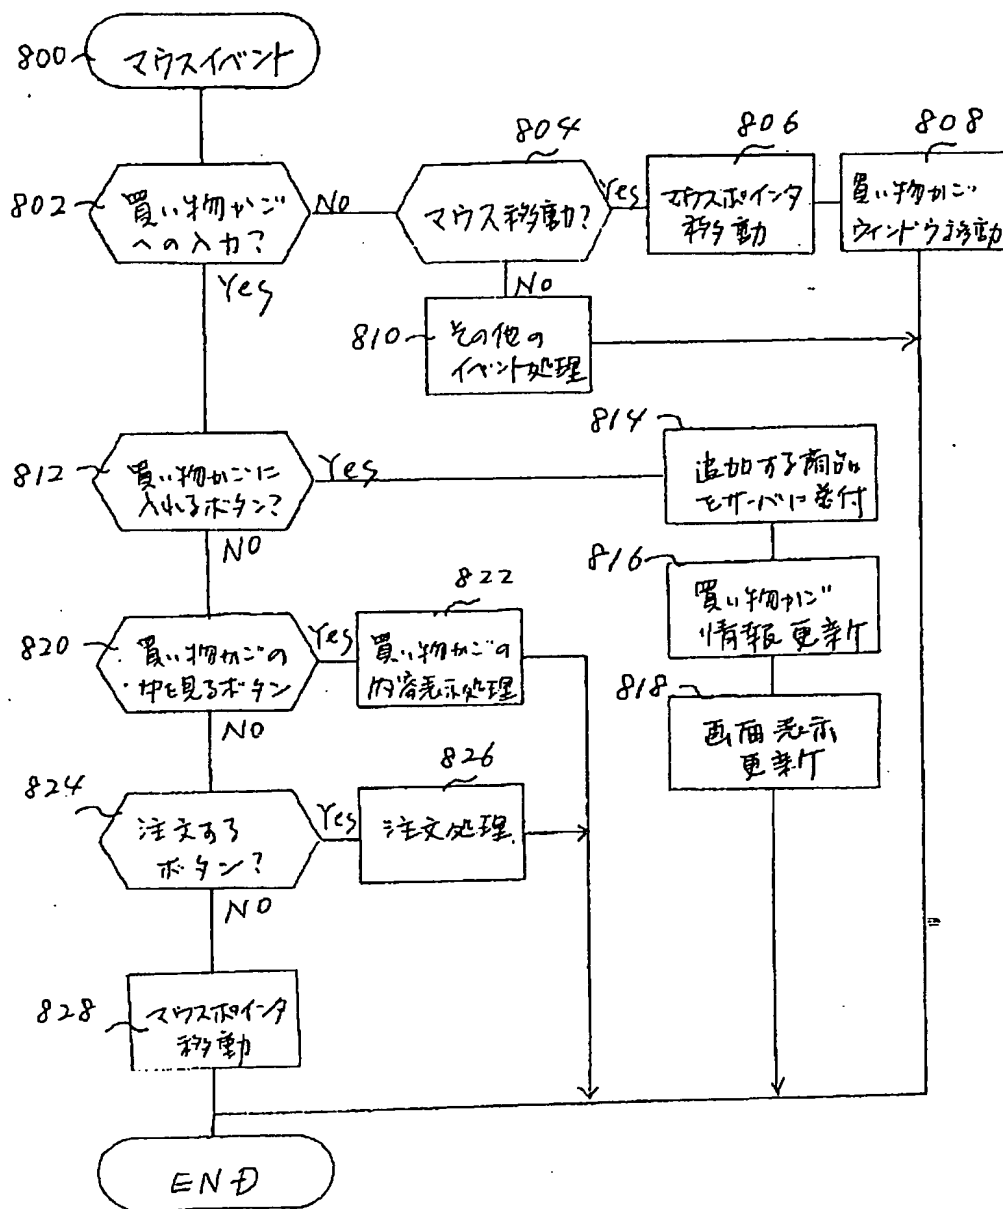 800
マウスイベント
802
買い物かご
への入力?
No
Yes
804
マウス移動?
Yes
No
806
マウスポインタ
移動
808
買い物かご
ウィンドウ移動
810
その他の
イベント処理
812
買い物かごに
入れるボタン?
Yes
NO
814
追加する商品
をサーバに送付
816
買い物かご
情報更新
818
画面表示
更新
820
買い物かごの
中を見るボタン
Yes
NO
822
買い物かごの
内容表示処理
824
注文する
ボタン?
Yes
NO
826
注文処理
828
マウスポインタ
移動
END